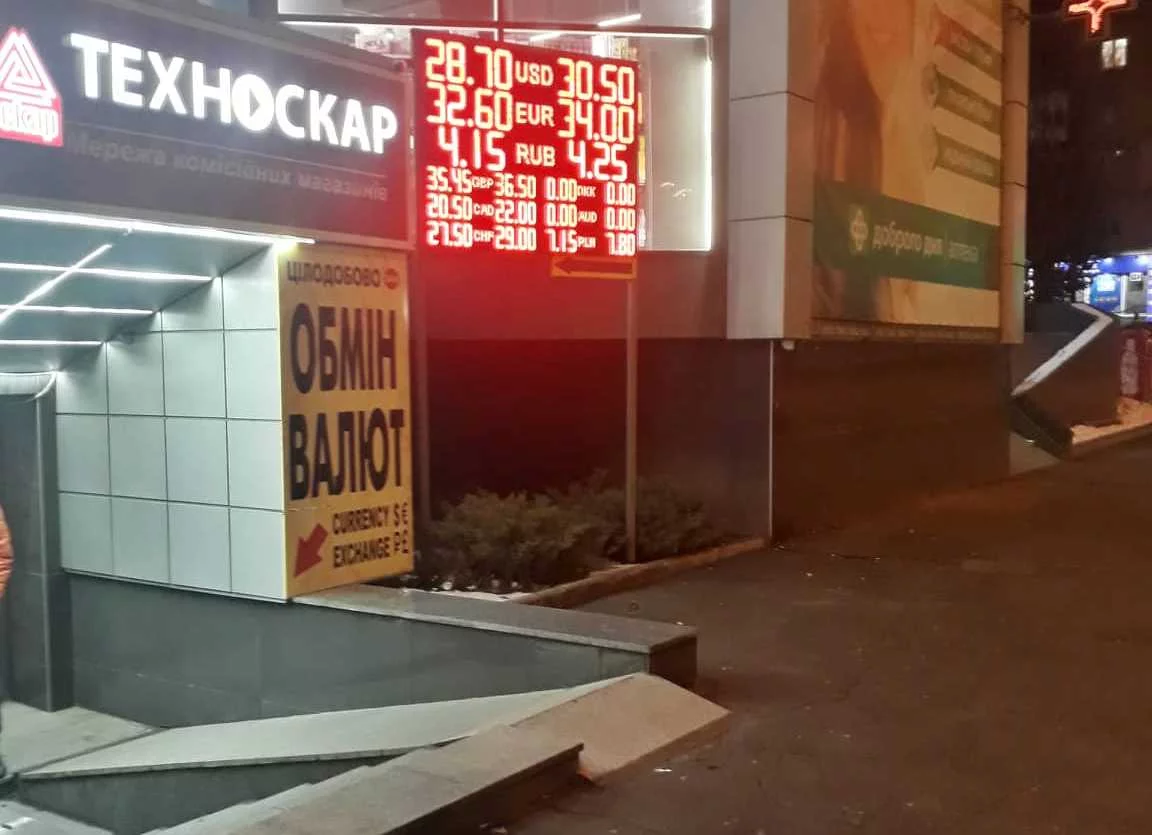 ТЕХНОСКАР
Мережа комісійних магазинів
скар
28.70 USD 30.50
32.60 EUR 34.00
4.15 RUB 4.25
35.45 GBP 36.50 0.00 DKK 0.00
20.50 CAD 22.00 0.00 AUD 0.00
27.50 CHF 29.00 7.15 PLN 7.80
ЦІЛОДОБОВО
ОБМІН
ВАЛЮТ
CURRENCY $ €
EXCHANGE ₽ £
доброго дня аптека